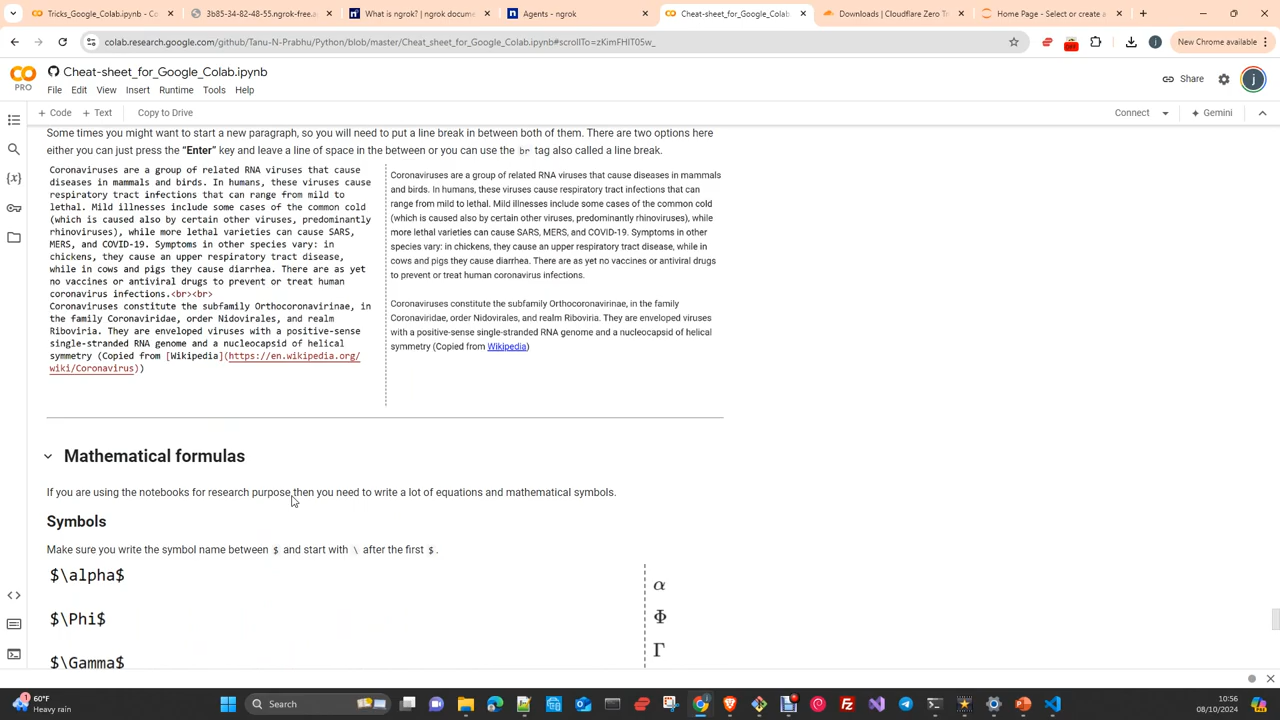 Tricks_Google_Colab.ipynb - Co
3b85-34-82-48-55.ngrok-free.a
What is ngrok? | ngrok docume
Agents - ngrok
Cheat-sheet_for_Google_Colab.
Downloads | Cloudflare Zero T
Home Page - Select or create a
colab.research.google.com/github/Tanu-N-Prabhu/Python/blob/master/Cheat_sheet_for_Google_Colab.ipynb#scrollTo=zKimFHIT05w_
OFF
j
New Chrome available
CO
PRO
Cheat-sheet_for_Google_Colab.ipynb
Share
j
File Edit View Insert Runtime Tools Help
+ Code + Text Copy to Drive
Connect
Gemini
Some times you might want to start a new paragraph, so you will need to put a line break in between both of them. There are two options here
either you can just press the “Enter” key and leave a line of space in the between or you can use the br tag also called a line break.
Coronaviruses are a group of related RNA viruses that cause
diseases in mammals and birds. In humans, these viruses cause
respiratory tract infections that can range from mild to
lethal. Mild illnesses include some cases of the common cold
(which is caused also by certain other viruses, predominantly
rhinoviruses), while more lethal varieties can cause SARS,
MERS, and COVID-19. Symptoms in other species vary: in
chickens, they cause an upper respiratory tract disease,
while in cows and pigs they cause diarrhea. There are as yet
no vaccines or antiviral drugs to prevent or treat human
coronavirus infections.<br><br>
Coronaviruses constitute the subfamily Orthocoronavirinae, in
the family Coronaviridae, order Nidovirales, and realm
Riboviria. They are enveloped viruses with a positive-sense
single-stranded RNA genome and a nucleocapsid of helical
symmetry (Copied from [Wikipedia](https://en.wikipedia.org/
wiki/Coronavirus))
Coronaviruses are a group of related RNA viruses that cause diseases in mammals
and birds. In humans, these viruses cause respiratory tract infections that can
range from mild to lethal. Mild illnesses include some cases of the common cold
(which is caused also by certain other viruses, predominantly rhinoviruses), while
more lethal varieties can cause SARS, MERS, and COVID-19. Symptoms in other
species vary: in chickens, they cause an upper respiratory tract disease, while in
cows and pigs they cause diarrhea. There are as yet no vaccines or antiviral drugs
to prevent or treat human coronavirus infections.
Coronaviruses constitute the subfamily Orthocoronavirinae, in the family
Coronaviridae, order Nidovirales, and realm Riboviria. They are enveloped viruses
with a positive-sense single-stranded RNA genome and a nucleocapsid of helical
symmetry (Copied from Wikipedia)
Mathematical formulas
If you are using the notebooks for research purpose then you need to write a lot of equations and mathematical symbols.
Symbols
Make sure you write the symbol name between $ and start with \ after the first $.
$\alpha$
α
$\Phi$
Φ
$\Gamma$
Γ
60°F
Heavy rain
Search
10:56
08/10/2024